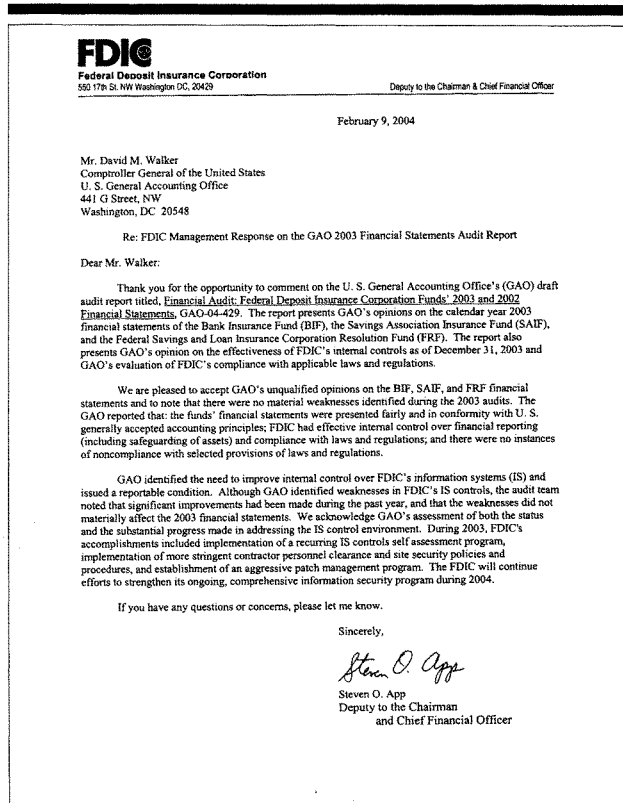 FDIC
Federal Deposit Insurance Corporation
550 17th St. NW Washington DC, 20429 Deputy to the Chairman & Chief Financial Officer
February 9, 2004
Mr. David M. Walker
Comptroller General of the United States
U. S. General Accounting Office
441 G Street, NW
Washington, DC 20548
Re: FDIC Management Response on the GAO 2003 Financial Statements Audit Report
Dear Mr. Walker:
Thank you for the opportunity to comment on the U. S. General Accounting Office's (GAO) draft
audit report titled, Financial Audit: Federal Deposit Insurance Corporation Funds' 2003 and 2002
Financial Statements, GAO-04-429. The report presents GAO's opinions on the calendar year 2003
financial statements of the Bank Insurance Fund (BIF), the Savings Association Insurance Fund (SAIF),
and the Federal Savings and Loan Insurance Corporation Resolution Fund (FRF). The report also
presents GAO's opinion on the effectiveness of FDIC's internal controls as of December 31, 2003 and
GAO's evaluation of FDIC's compliance with applicable laws and regulations.
We are pleased to accept GAO's unqualified opinions on the BIF, SAIF, and FRF financial
statements and to note that there were no material weaknesses identified during the 2003 audits. The
GAO reported that: the funds' financial statements were presented fairly and in conformity with U. S.
generally accepted accounting principles; FDIC had effective internal control over financial reporting
(including safeguarding of assets) and compliance with laws and regulations; and there were no instances
of noncompliance with selected provisions of laws and regulations.
GAO identified the need to improve internal control over FDIC's information systems (IS) and
issued a reportable condition. Although GAO identified weaknesses in FDIC's IS controls, the audit team
noted that significant improvements had been made during the past year, and that the weaknesses did not
materially affect the 2003 financial statements. We acknowledge GAO's assessment of both the status
and the substantial progress made in addressing the IS control environment. During 2003, FDIC's
accomplishments included implementation of a recurring IS controls self assessment program,
implementation of more stringent contractor personnel clearance and site security policies and
procedures, and establishment of an aggressive patch management program. The FDIC will continue
efforts to strengthen its ongoing, comprehensive information security program during 2004.
If you have any questions or concerns, please let me know.
Sincerely,
Steven O. App
Steven O. App
Deputy to the Chairman
and Chief Financial Officer